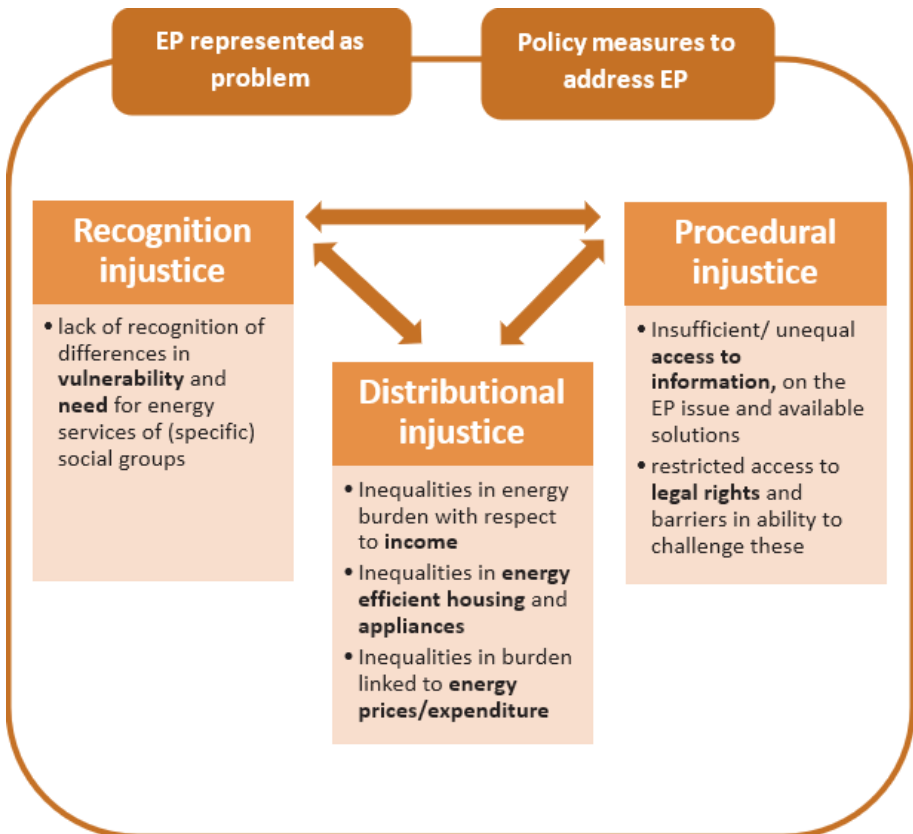 EP represented as
problem
Policy measures to
address EP
Recognition
injustice
• lack of recognition of
differences in
vulnerability and
need for energy
services of (specific)
social groups
Distributional
injustice
• Inequalities in energy
burden with respect
to income
• Inequalities in energy
efficient housing and
appliances
• Inequalities in burden
linked to energy
prices/expenditure
Procedural
injustice
• Insufficient/ unequal
access to
information, on the
EP issue and available
solutions
• restricted access to
legal rights and
barriers in ability to
challenge these